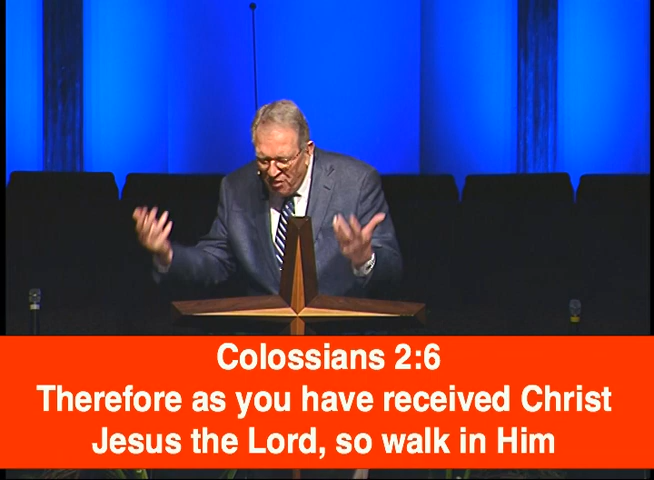 Colossians 2:6
Therefore as you have received Christ
Jesus the Lord, so walk in Him